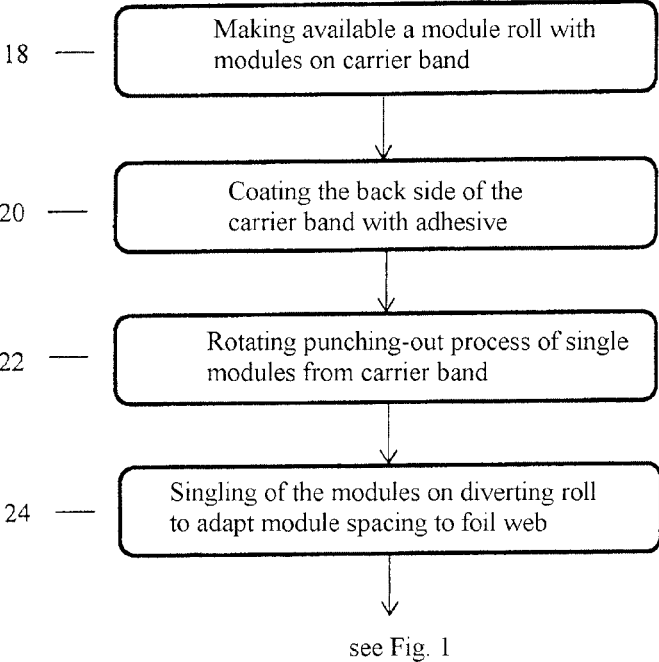 Making available a module roll with
18 — modules on carrier band
Coating the back side of the
20 — carrier band with adhesive
Rotating punching-out process of single
22 — modules from carrier band
Singling of the modules on diverting roll
24 — to adapt module spacing to foil web
see Fig. 1